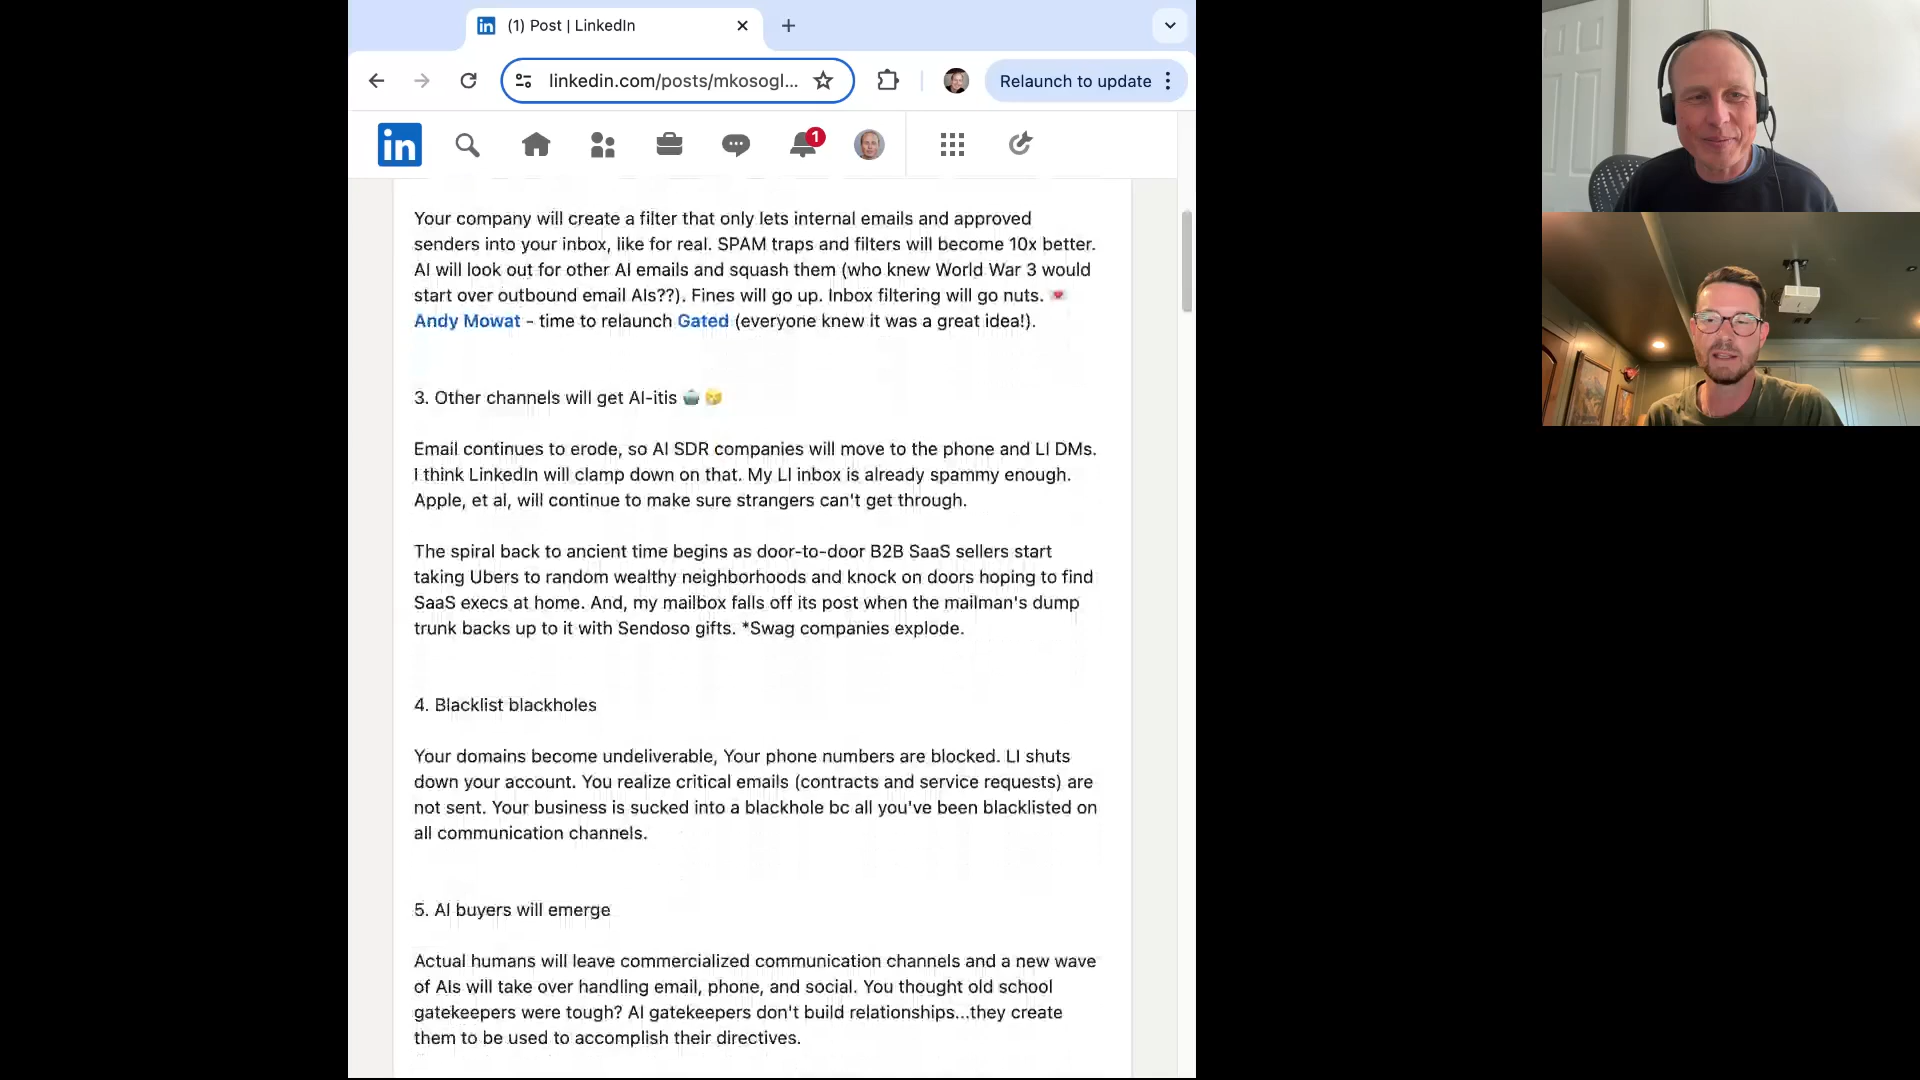 (1) Post | LinkedIn
linkedin.com/posts/mkosogl...
Relaunch to update
in
1
Your company will create a filter that only lets internal emails and approved
senders into your inbox, like for real. SPAM traps and filters will become 10x better.
AI will look out for other AI emails and squash them (who knew World War 3 would
start over outbound email AIs??). Fines will go up. Inbox filtering will go nuts. 💌
Andy Mowat - time to relaunch Gated (everyone knew it was a great idea!).
3. Other channels will get AI-itis
Email continues to erode, so AI SDR companies will move to the phone and LI DMs.
I think LinkedIn will clamp down on that. My LI inbox is already spammy enough.
Apple, et al, will continue to make sure strangers can't get through.
The spiral back to ancient time begins as door-to-door B2B SaaS sellers start
taking Ubers to random wealthy neighborhoods and knock on doors hoping to find
SaaS execs at home. And, my mailbox falls off its post when the mailman's dump
trunk backs up to it with Sendoso gifts. *Swag companies explode.
4. Blacklist blackholes
Your domains become undeliverable, Your phone numbers are blocked. LI shuts
down your account. You realize critical emails (contracts and service requests) are
not sent. Your business is sucked into a blackhole bc all you've been blacklisted on
all communication channels.
5. AI buyers will emerge
Actual humans will leave commercialized communication channels and a new wave
of AIs will take over handling email, phone, and social. You thought old school
gatekeepers were tough? AI gatekeepers don't build relationships...they create
them to be used to accomplish their directives.